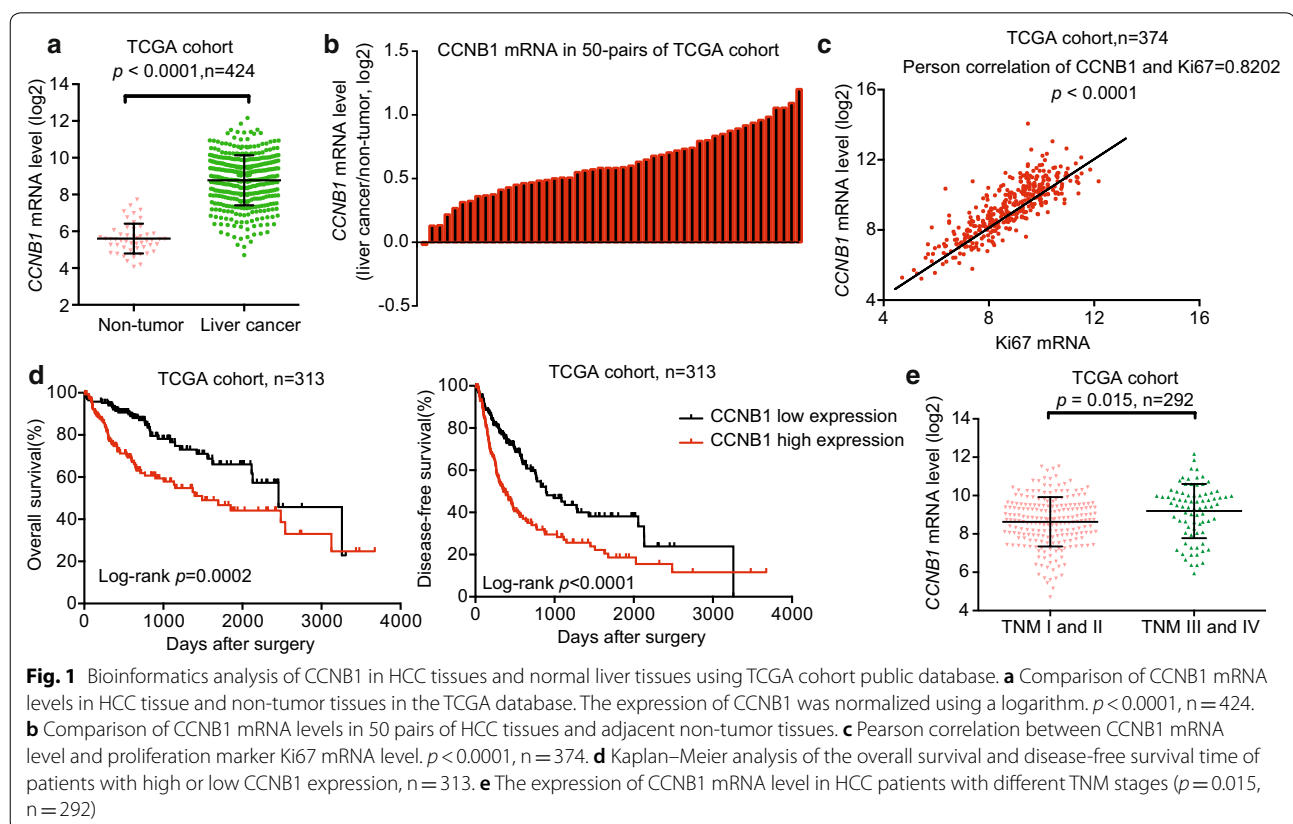 a
TCGA cohort
p < 0.0001,n=424
CCNB1 mRNA level (log2)
14
12
10
8
6
4
2
Non-tumor
Liver cancer
b
CCNB1 mRNA in 50-pairs of TCGA cohort
CCNB1 mRNA level
(liver cancer/non-tumor, log2)
1.5
1.0
0.5
0.0
-0.5
c
TCGA cohort,n=374
Person correlation of CCNB1 and Ki67=0.8202
p < 0.0001
CCNB1 mRNA level (log2)
16
12
8
4
4
8
12
16
Ki67 mRNA
d
TCGA cohort, n=313
Overall survival(%)
100
80
60
40
20
0
Log-rank p=0.0002
0
1000
2000
3000
4000
Days after surgery
TCGA cohort, n=313
Disease-free survival(%)
100
80
60
40
20
0
CCNB1 low expression
CCNB1 high expression
Log-rank p<0.0001
0
1000
2000
3000
4000
Days after surgery
e
TCGA cohort
p = 0.015, n=292
CCNB1 mRNA level (log2)
14
12
10
8
6
4
TNM I and II
TNM III and IV
Fig. 1 Bioinformatics analysis of CCNB1 in HCC tissues and normal liver tissues using TCGA cohort public database. a Comparison of CCNB1 mRNA
levels in HCC tissue and non-tumor tissues in the TCGA database. The expression of CCNB1 was normalized using a logarithm. p < 0.0001, n = 424.
b Comparison of CCNB1 mRNA levels in 50 pairs of HCC tissues and adjacent non-tumor tissues. c Pearson correlation between CCNB1 mRNA
level and proliferation marker Ki67 mRNA level. p < 0.0001, n = 374. d Kaplan–Meier analysis of the overall survival and disease-free survival time of
patients with high or low CCNB1 expression, n = 313. e The expression of CCNB1 mRNA level in HCC patients with different TNM stages (p = 0.015,
n = 292)